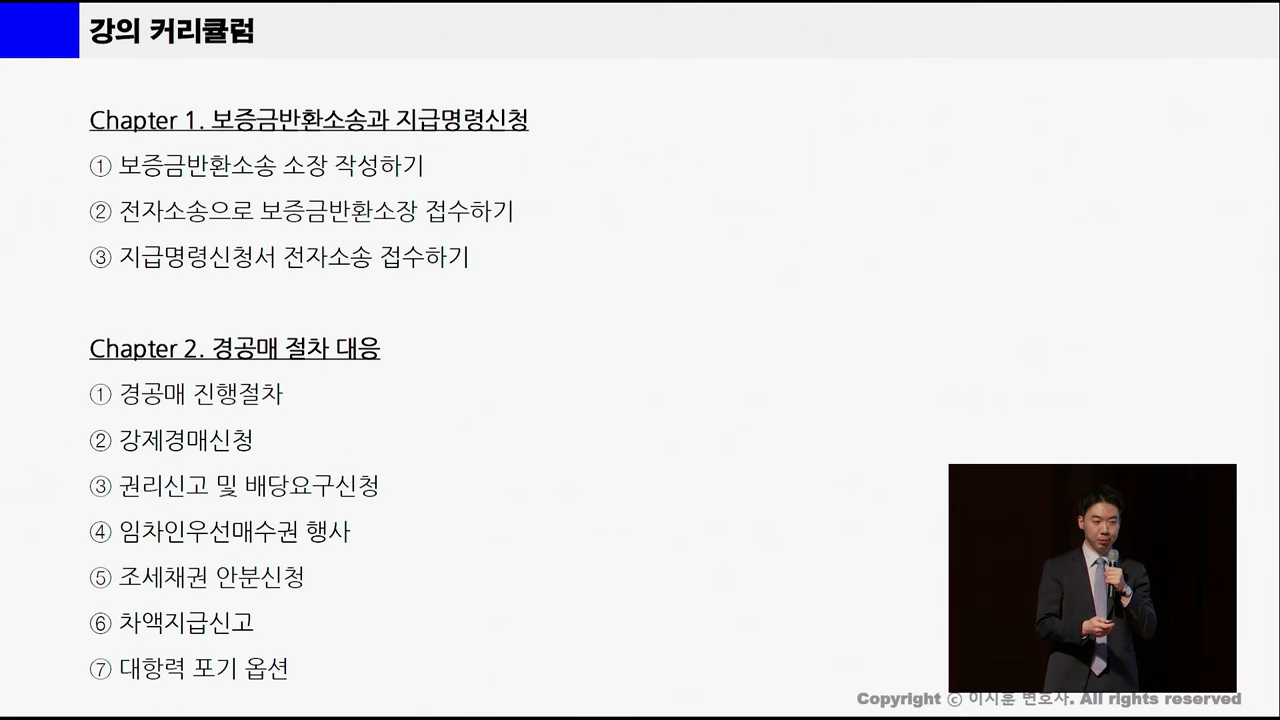 강의 커리큘럼
Chapter 1. 보증금반환소송과 지급명령신청
① 보증금반환소송 소장 작성하기
② 전자소송으로 보증금반환소장 접수하기
③ 지급명령신청서 전자소송 접수하기
Chapter 2. 경공매 절차 대응
① 경공매 진행절차
② 강제경매신청
③ 권리신고 및 배당요구신청
④ 임차인우선매수권 행사
⑤ 조세채권 안분신청
⑥ 차액지급신고
⑦ 대항력 포기 옵션
Copyright ⓒ 이시훈 변호사. All rights reserved